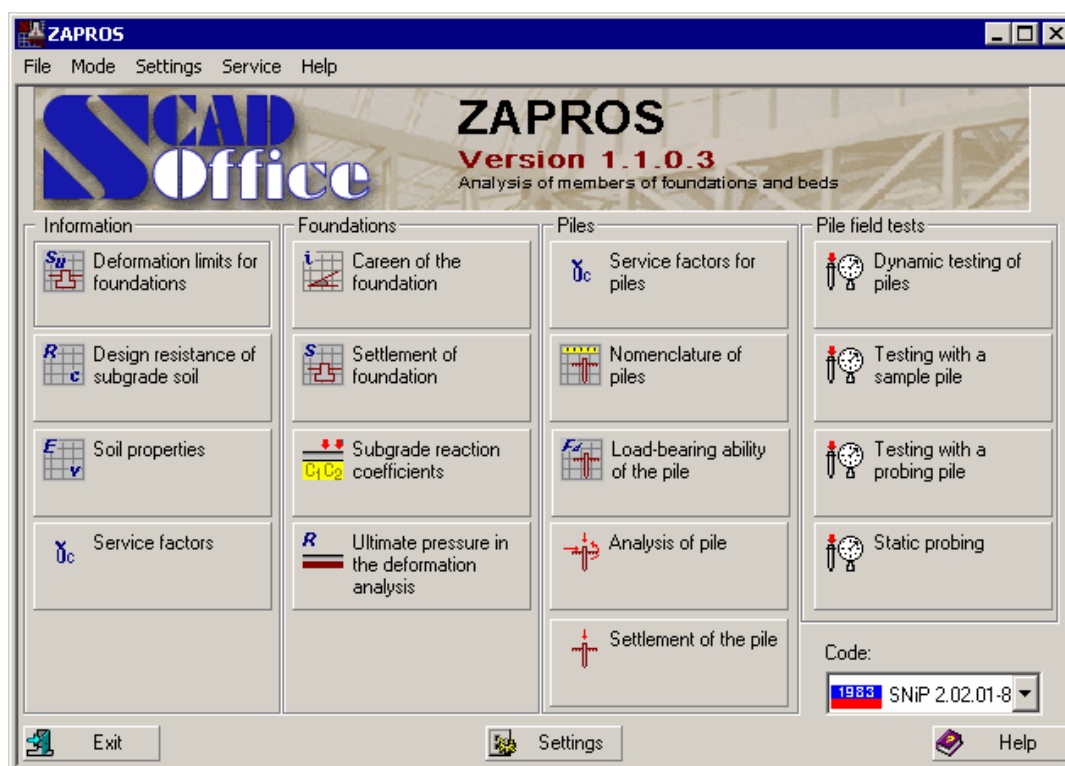 ZAPROS
File Mode Settings Service Help
SCAD
Office
ZAPROS
Version 1.1.0.3
Analysis of members of foundations and beds
Information
Su
Deformation limits for
foundations
R
c
Design resistance of
subgrade soil
E
v
Soil properties
γc
Service factors
Foundations
i
Careen of the
foundation
S
Settlement of
foundation
C1C2
Subgrade reaction
coefficients
R
Ultimate pressure in
the deformation
analysis
Piles
γc
Service factors for
piles
Nomenclature of
piles
Fd
Load-bearing ability
of the pile
Analysis of pile
Settlement of the pile
Pile field tests
Dynamic testing of
piles
Testing with a
sample pile
Testing with a
probing pile
Static probing
Code:
1983 SNiP 2.02.01-8
Exit
Settings
Help